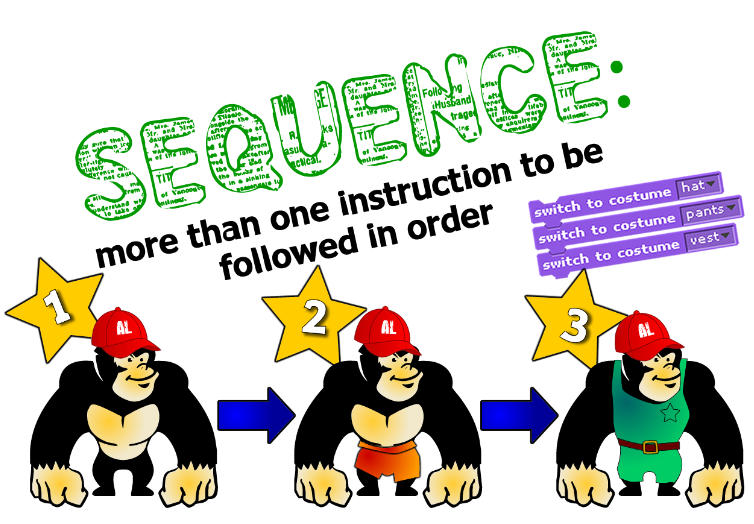 SEQUENCE:
more than one instruction to be
followed in order
switch to costume hat
switch to costume pants
switch to costume vest
1
2
3
AL
AL
AL